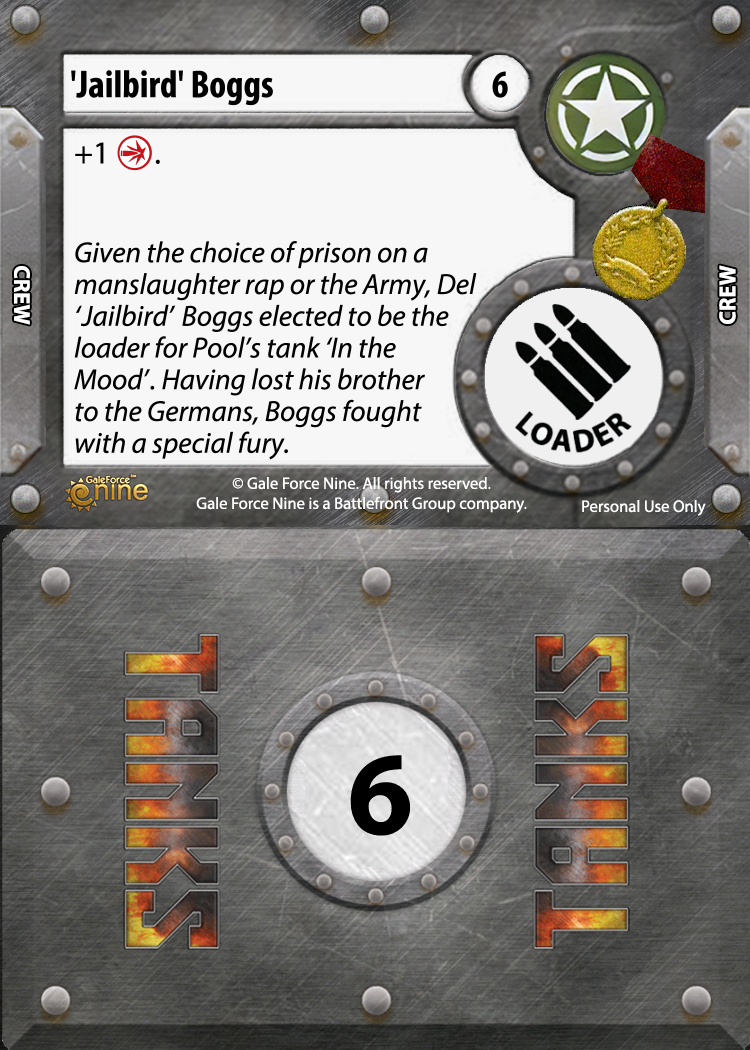 'Jailbird' Boggs
6
+1 .
Given the choice of prison on a
manslaughter rap or the Army, Del
‘Jailbird’ Boggs elected to be the
loader for Pool’s tank ‘In the
Mood’. Having lost his brother
to the Germans, Boggs fought
with a special fury.
CREW
CREW
LOADER
GaleForce™
nine
© Gale Force Nine. All rights reserved.
Gale Force Nine is a Battlefront Group company.
Personal Use Only
TANKS
6
TANKS